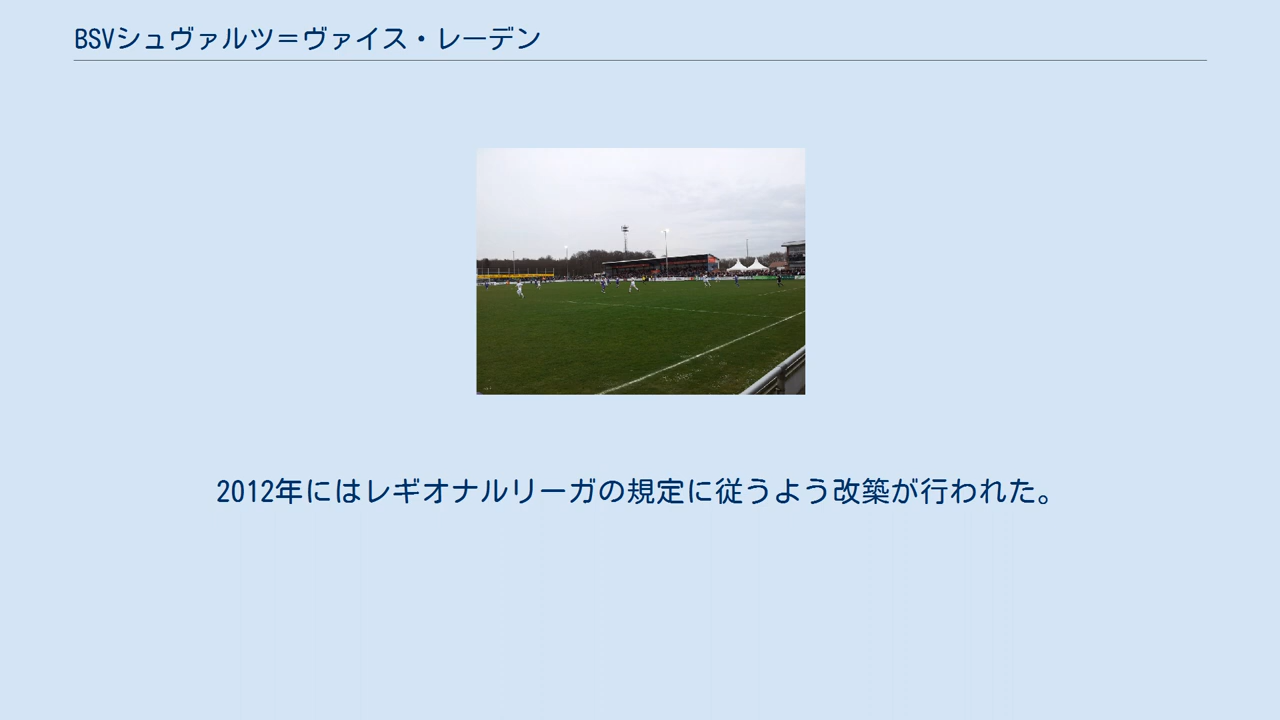 BSVシュヴァルツ＝ヴァイス・レーデン
2012年にはレギオナルリーガの規定に従うよう改築が行われた。